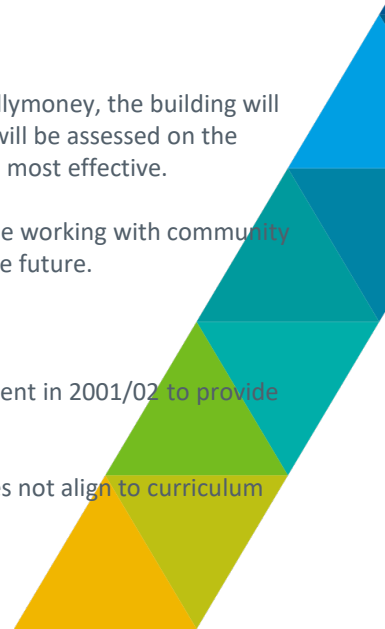 llymoney, the building will
will be assessed on the
most effective.
e working with community
e future.
ent in 2001/02 to provide
s not align to curriculum